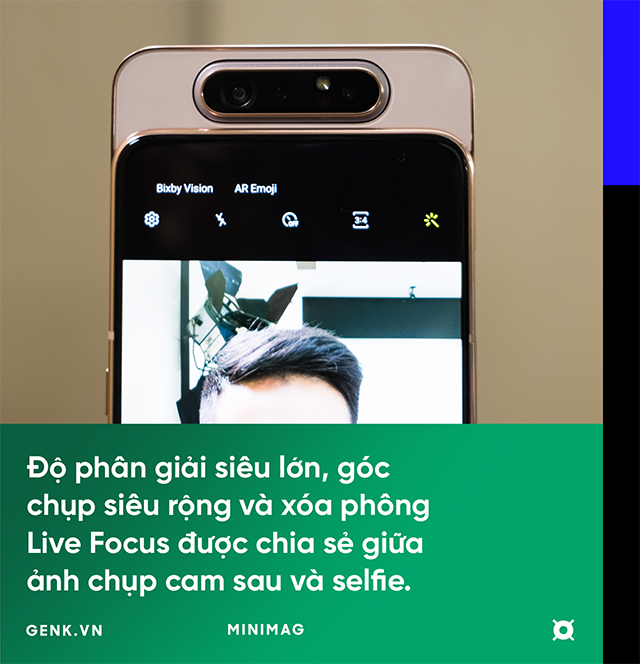 Bixby Vision AR Emoji
OFF 3:4
Độ phân giải siêu lớn, góc
chụp siêu rộng và xóa phông
Live Focus được chia sẻ giữa
ảnh chụp cam sau và selfie.
GENK.VN MINIMAG